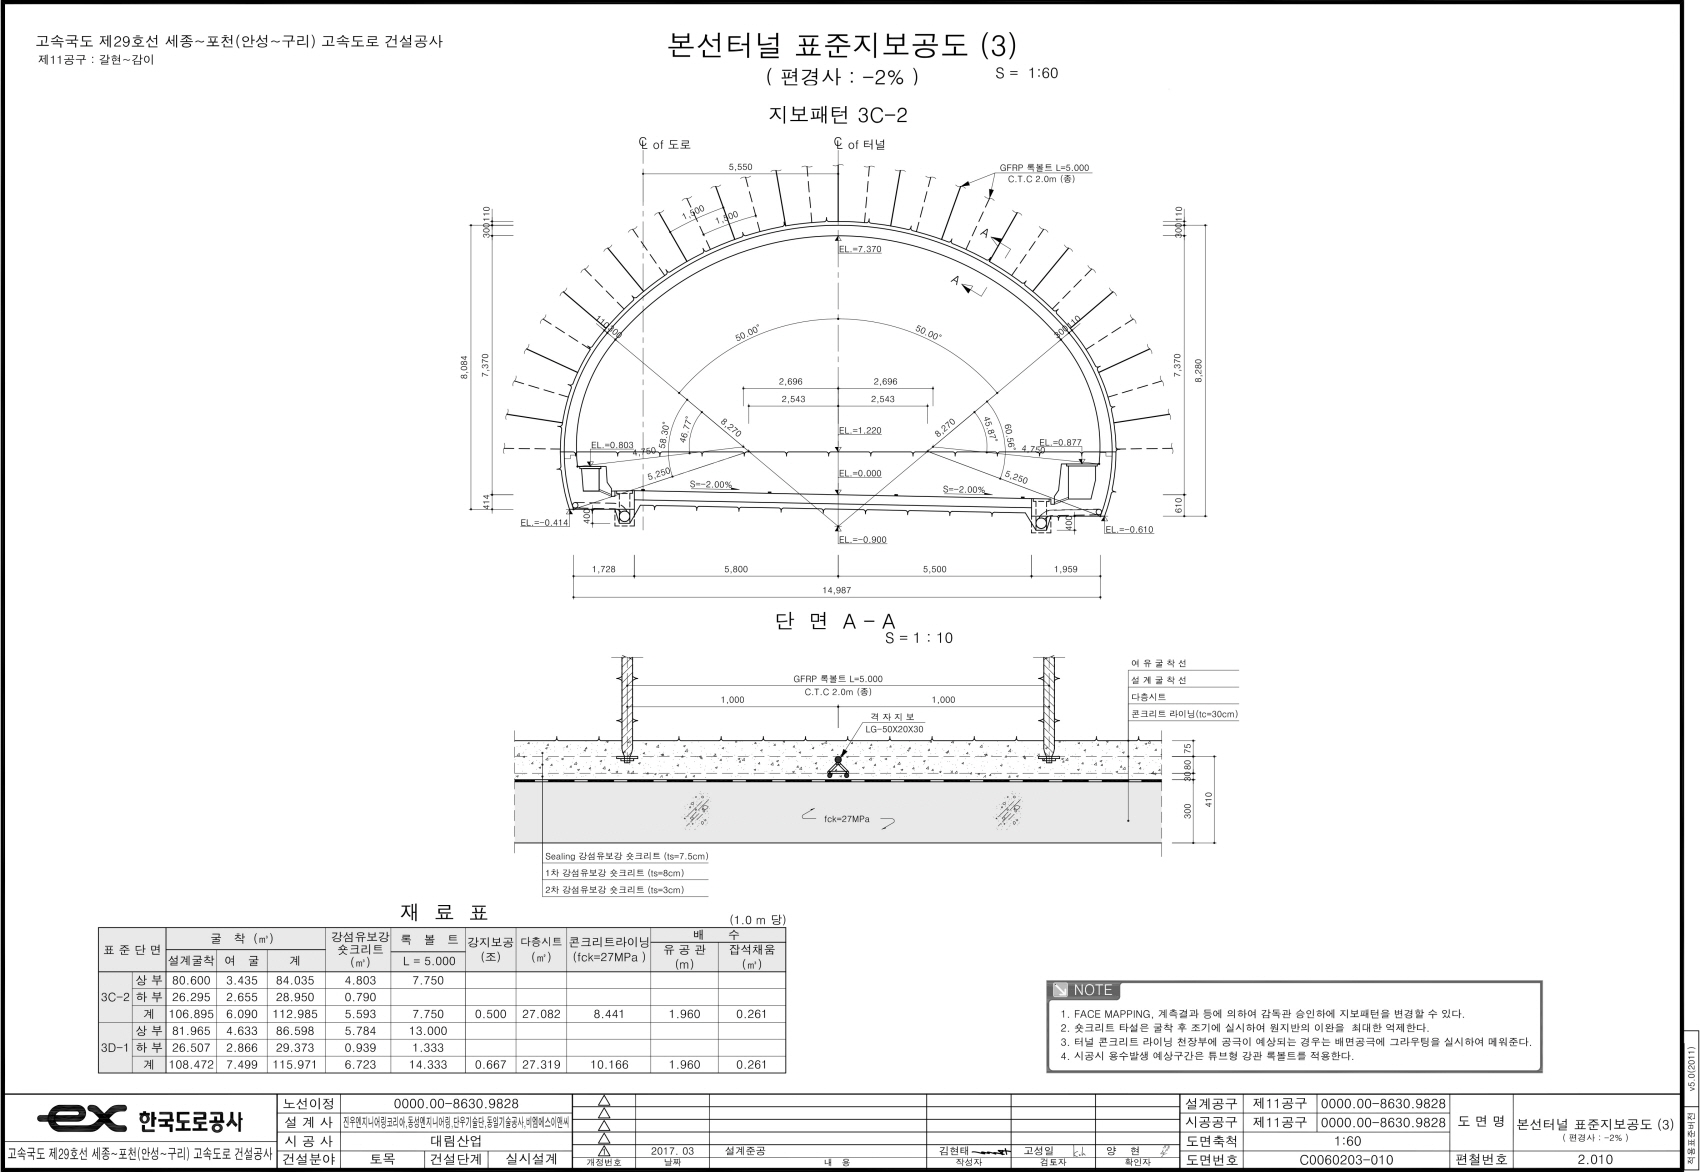 고속국도 제29호선 세종~포천(안성~구리) 고속도로 건설공사
제11공구 : 갈현~감이
본선터널 표준지보공도 (3)
( 편경사 : -2% )
S = 1:60
지보패턴 3C-2
℄ of 도로
℄ of 터널
5,550
GFRP 록볼트 L=5.000
C.T.C 2.0m (종)
1,500
1,500
300 110
300 110
A
A
EL.=7.370
110 300
300 110
50.00°
50.00°
8,084
7,370
7,370
8,280
2,696
2,696
2,543
2,543
58.30°
46.77°
8,270
EL.=1.220
8,270
45.87°
60.56°
EL.=0.803
4,750
4,750
EL.=0.877
5,250
EL.=0.000
5,250
S=-2.00%
S=-2.00%
414
610
EL.=-0.414
400
400
EL.=-0.610
EL.=-0.900
1,728
5,800
5,500
1,959
14,987
단 면 A - A
S = 1 : 10
GFRP 록볼트 L=5.000
C.T.C 2.0m (종)
1,000
1,000
격 자 지 보
LG-50X20X30
여 유 굴 착 선
설 계 굴 착 선
다층시트
콘크리트 라이닝(tc=30cm)
75
80
30
300
410
fck=27MPa
Sealing 강섬유보강 숏크리트 (ts=7.5cm)
1차 강섬유보강 숏크리트 (ts=8cm)
2차 강섬유보강 숏크리트 (ts=3cm)
재 료 표
(1.0 m 당)
표 준 단 면 굴 착 (㎥) 강섬유보강 숏크리트 (㎥) 록 볼 트 강지보공 (조) 다층시트 (㎡) 콘크리트라이닝 (fck=27MPa ) 배 수
설계굴착 여 굴 계 L = 5.000 유 공 관 (m) 잡석채움 (㎥)
3C-2 상 부 80.600 3.435 84.035 4.803 7.750
하 부 26.295 2.655 28.950 0.790
계 106.895 6.090 112.985 5.593 7.750 0.500 27.082 8.441 1.960 0.261
3D-1 상 부 81.965 4.633 86.598 5.784 13.000
하 부 26.507 2.866 29.373 0.939 1.333
계 108.472 7.499 115.971 6.723 14.333 0.667 27.319 10.166 1.960 0.261
NOTE
1. FACE MAPPING, 계측결과 등에 의하여 감독관 승인하에 지보패턴을 변경할 수 있다.
2. 숏크리트 타설은 굴착 후 조기에 실시하여 원지반의 이완을 최대한 억제한다.
3. 터널 콘크리트 라이닝 천장부에 공극이 예상되는 경우는 배면공극에 그라우팅을 실시하여 메워준다.
4. 시공시 용수발생 예상구간은 튜브형 강관 록볼트를 적용한다.
v5.0(2011)
적용표준버전
ex 한국도로공사
고속국도 제29호선 세종~포천(안성~구리) 고속도로 건설공사
노선이정 0000.00-8630.9828
설 계 사 진우엔지니어링코리아,동성엔지니어링,단우기술단,동일기술공사,비엠에스이앤씨
시 공 사 대림산업
건설분야 토목 건설단계 실시설계
1 2017. 03 설계준공 김현태 고성일 양 현
개정번호 날짜 내 용 작성자 검토자 확인자
설계공구 제11공구 0000.00-8630.9828
시공공구 제11공구 0000.00-8630.9828
도면축척 1:60
도면번호 C0060203-010
도 면 명 본선터널 표준지보공도 (3)
( 편경사 : -2% )
편철번호 2.010